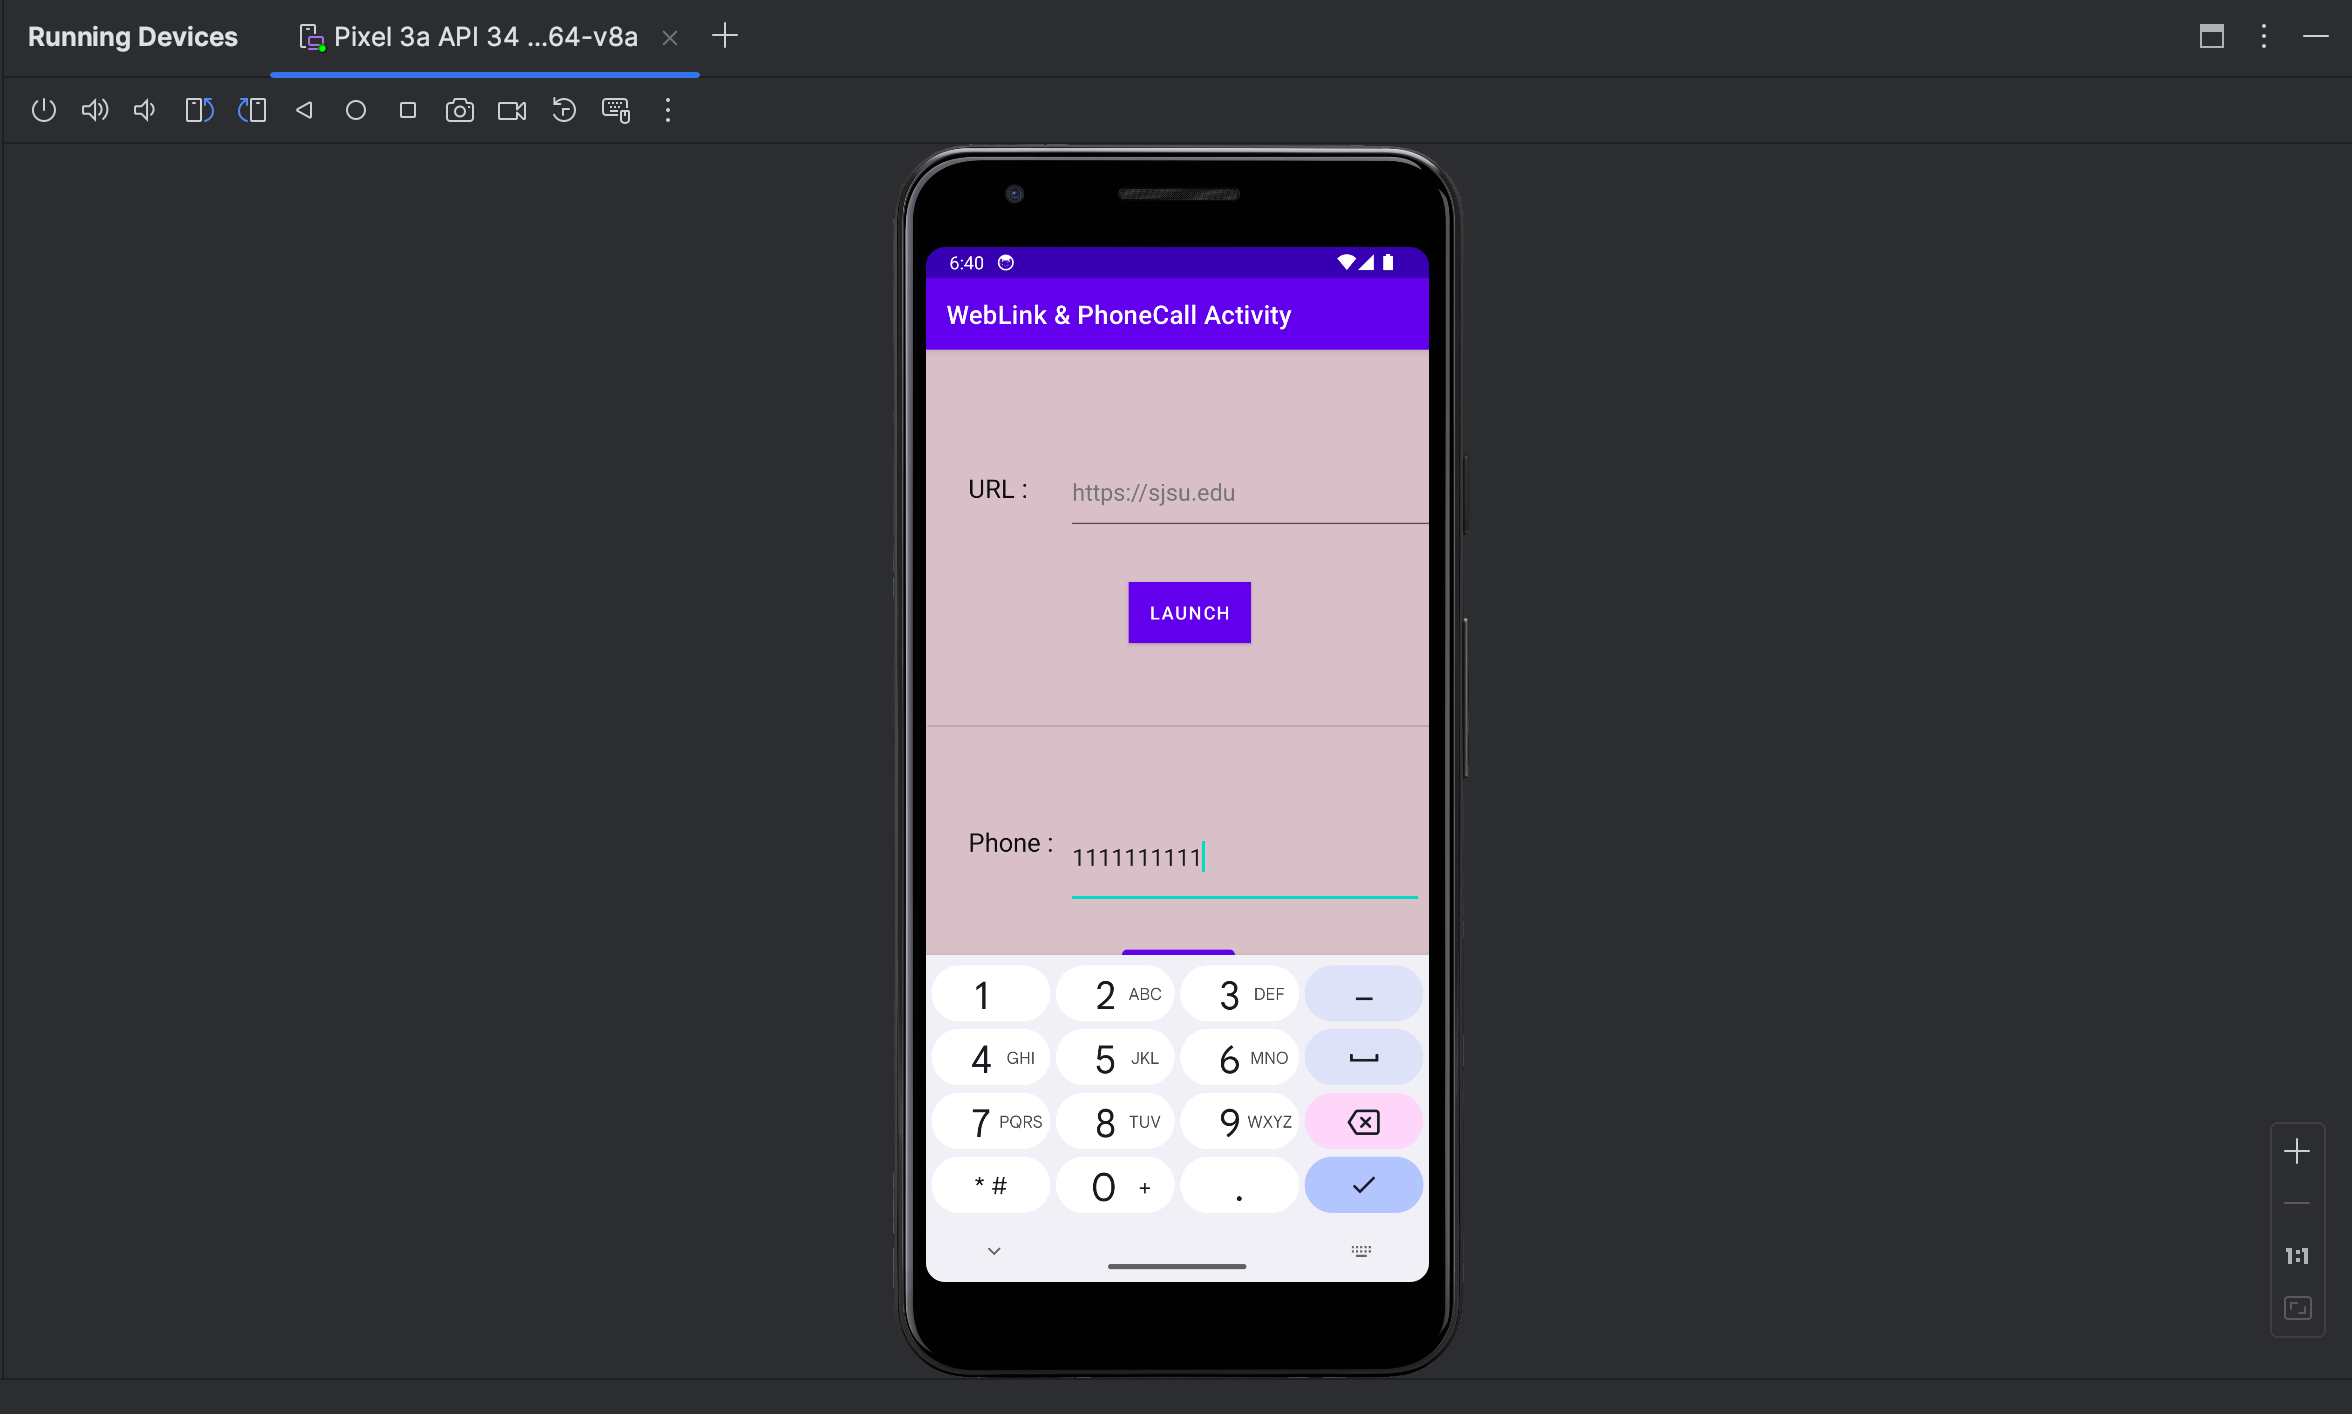 Running Devices
Pixel 3a API 34 ...64-v8a
6:40
WebLink & PhoneCall Activity
URL :
https://sjsu.edu
LAUNCH
Phone :
1111111111
1
2 ABC
3 DEF
–
4 GHI
5 JKL
6 MNO
7 PQRS
8 TUV
9 WXYZ
* #
0 +
.
1:1